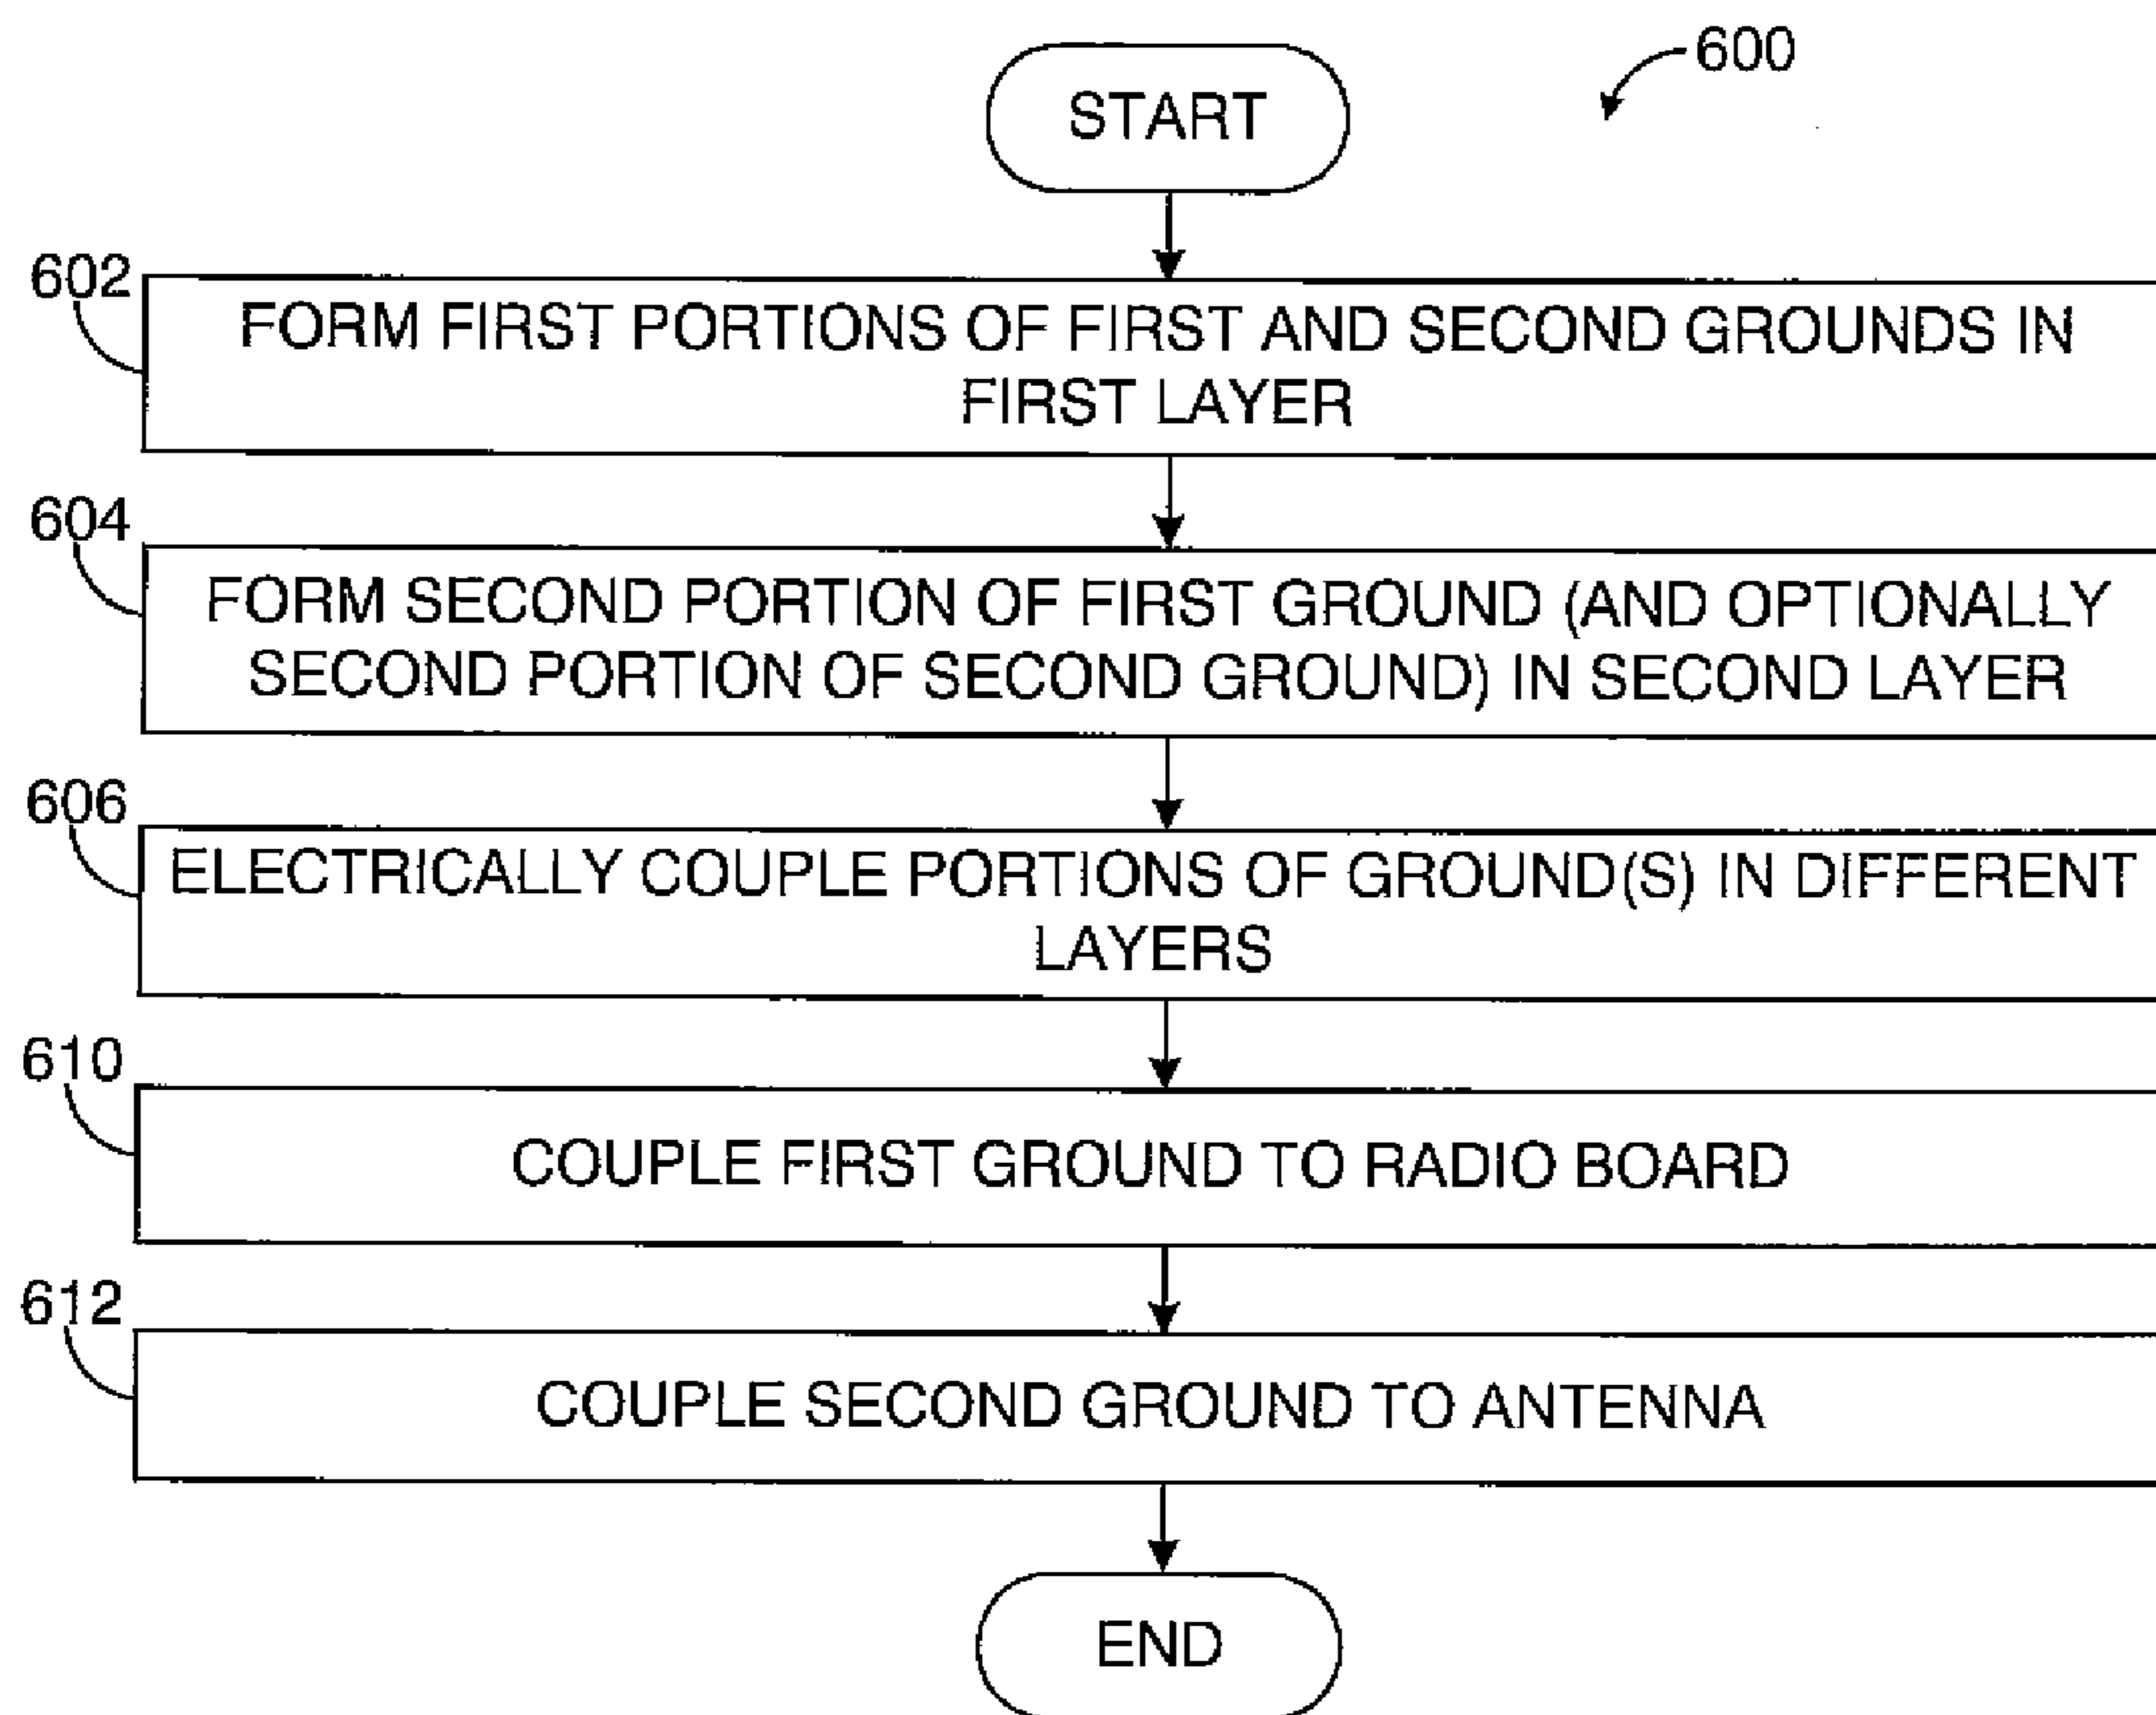 600
START
602
FORM FIRST PORTIONS OF FIRST AND SECOND GROUNDS IN
FIRST LAYER
604
FORM SECOND PORTION OF FIRST GROUND (AND OPTIONALLY
SECOND PORTION OF SECOND GROUND) IN SECOND LAYER
606
ELECTRICALLY COUPLE PORTIONS OF GROUND(S) IN DIFFERENT
LAYERS
610
COUPLE FIRST GROUND TO RADIO BOARD
612
COUPLE SECOND GROUND TO ANTENNA
END